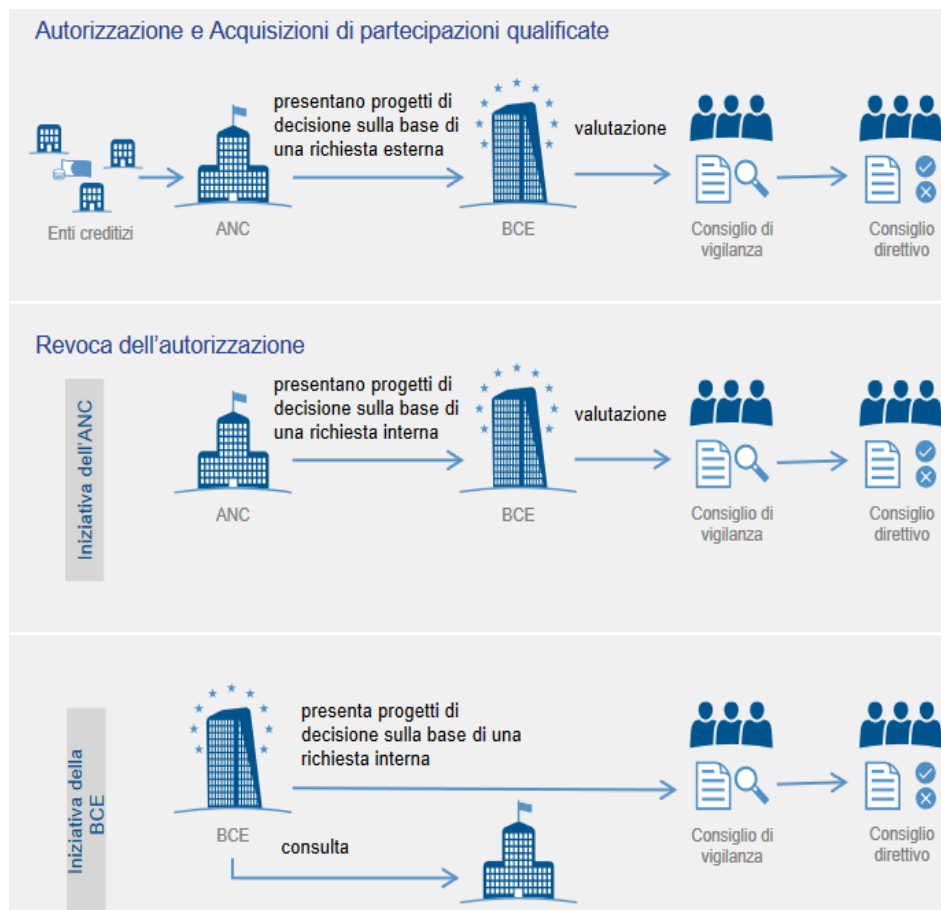 Autorizzazione e Acquisizioni di partecipazioni qualificate
presentano progetti di
decisione sulla base di
una richiesta esterna
valutazione
Enti creditizi
ANC
BCE
Consiglio di
vigilanza
Consiglio
direttivo
Revoca dell'autorizzazione
Iniziativa dell'ANC
presentano progetti di
decisione sulla base di
una richiesta interna
valutazione
ANC
BCE
Consiglio di
vigilanza
Consiglio
direttivo
Iniziativa della
BCE
presenta progetti di
decisione sulla base di una
richiesta interna
BCE
consulta
Consiglio di
vigilanza
Consiglio
direttivo